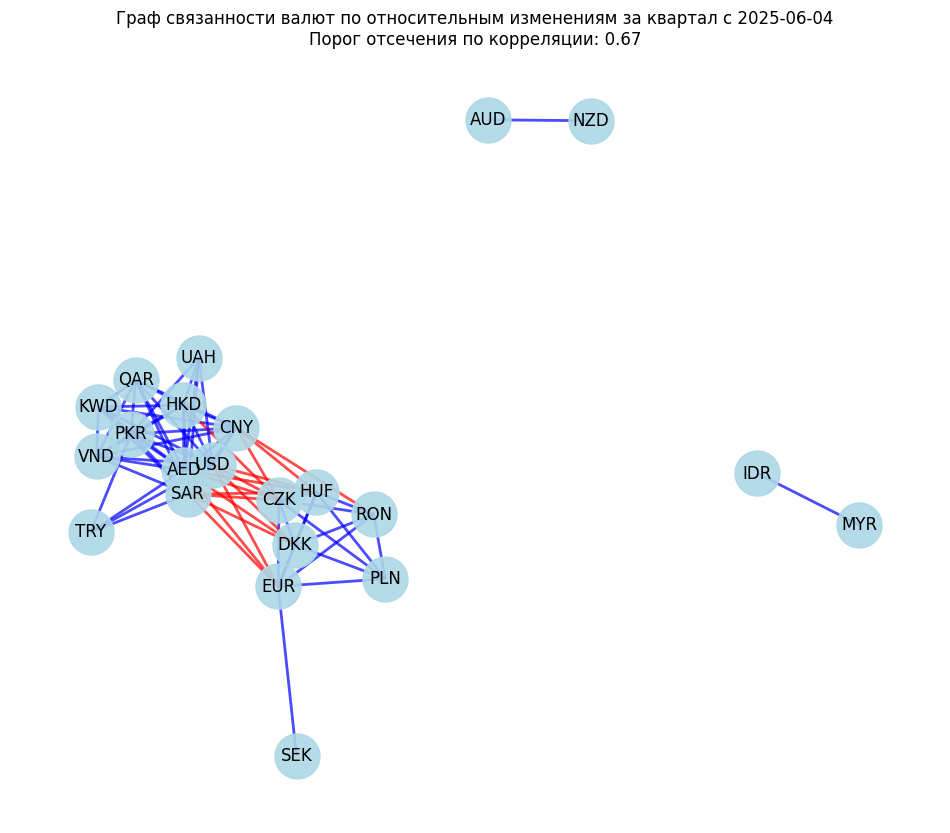 Граф связанности валют по относительным изменениям за квартал с 2025-06-04
Порог отсечения по корреляции: 0.67
AUD
NZD
UAH
QAR
HKD
KWD
CNY
PKR
VND
AED
USD
SAR
CZK
HUF
RON
TRY
DKK
EUR
PLN
SEK
IDR
MYR